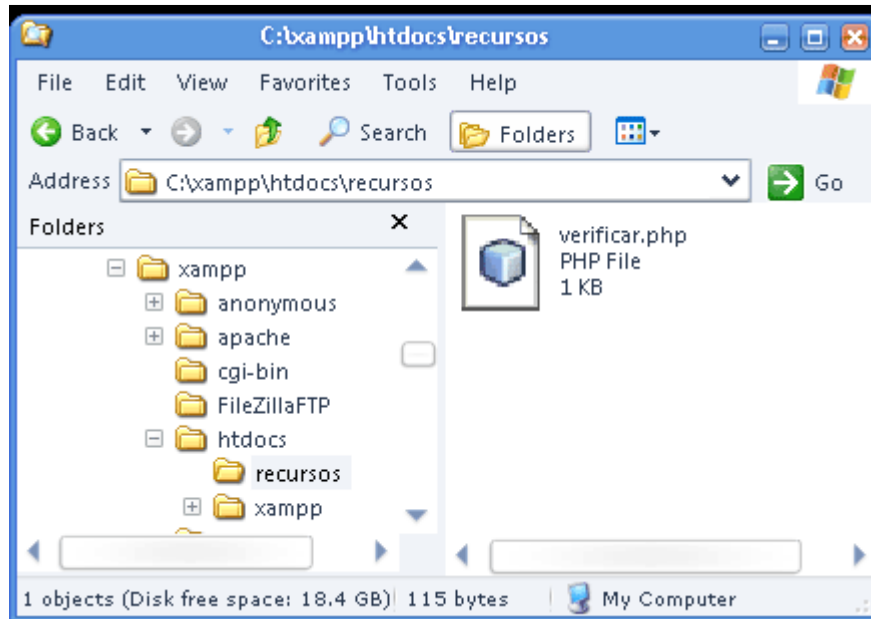 C:\xampp\htdocs\recursos
File Edit View Favorites Tools Help
Back Search Folders
Address C:\xampp\htdocs\recursos Go
Folders
xampp
anonymous
apache
cgi-bin
FileZillaFTP
htdocs
recursos
xampp
verificar.php
PHP File
1 KB
1 objects (Disk free space: 18.4 GB) 115 bytes My Computer